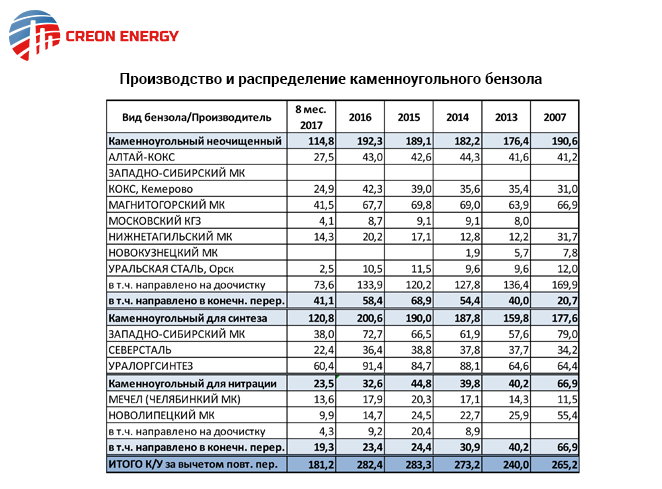 CREON ENERGY
Производство и распределение каменноугольного бензола
Вид бензола/Производитель 8 мес. 2017 2016 2015 2014 2013 2007
Каменноугольный неочищенный 114,8 192,3 189,1 182,2 176,4 190,6
АЛТАЙ-КОКС 27,5 43,0 42,6 44,3 41,6 41,2
ЗАПАДНО-СИБИРСКИЙ МК
КОКС, Кемерово 24,9 42,3 39,0 35,6 35,4 31,0
МАГНИТОГОРСКИЙ МК 41,5 67,7 69,8 69,0 63,9 66,9
МОСКОВСКИЙ КГЗ 4,1 8,7 9,1 9,1 8,0
НИЖНЕТАГИЛЬСКИЙ МК 14,3 20,2 17,1 12,8 12,2 31,7
НОВОКУЗНЕЦКИЙ МК 1,9 5,7 7,8
УРАЛЬСКАЯ СТАЛЬ, Орск 2,5 10,5 11,5 9,6 9,6 12,0
в т.ч. направлено на доочистку 73,6 133,9 120,2 127,8 136,4 169,9
в т.ч. направлено в конечн. перер. 41,1 58,4 68,9 54,4 40,0 20,7
Каменноугольный для синтеза 120,8 200,6 190,0 187,8 159,8 177,6
ЗАПАДНО-СИБИРСКИЙ МК 38,0 72,7 66,5 61,9 57,6 79,0
СЕВЕРСТАЛЬ 22,4 36,4 38,8 37,8 37,7 34,2
УРАЛОРГСИНТЕЗ 60,4 91,4 84,7 88,1 64,6 64,4
Каменноугольный для нитрации 23,5 32,6 44,8 39,8 40,2 66,9
МЕЧЕЛ (ЧЕЛЯБИНКИЙ МК) 13,6 17,9 20,3 17,1 14,3 11,5
НОВОЛИПЕЦКИЙ МК 9,9 14,7 24,5 22,7 25,9 55,4
в т.ч. направлено на доочистку 4,3 9,2 20,4 8,9
в т.ч. направлено в конечн. перер. 19,3 23,4 24,4 30,9 40,2 66,9
ИТОГО К/У за вычетом повт. пер. 181,2 282,4 283,3 273,2 240,0 265,2